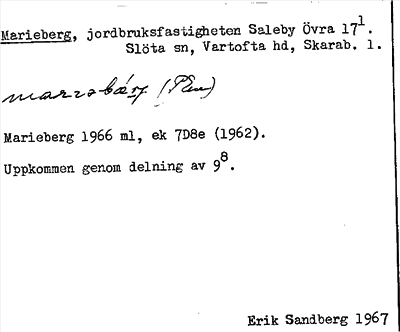 Marieberg, jordbruksfastigheten Saleby Övra 17¹.
Slöta sn, Vartofta hd, Skarab. l.
Marieberg 1966 ml, ek 7D8e (1962).
Uppkommen genom delning av 9⁸.
Erik Sandberg 1967